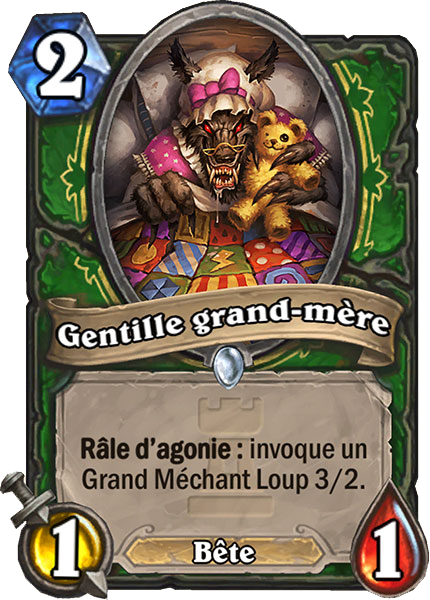 2
Gentille grand-mère
Râle d'agonie : invoque un
Grand Méchant Loup 3/2.
1
Bête
1